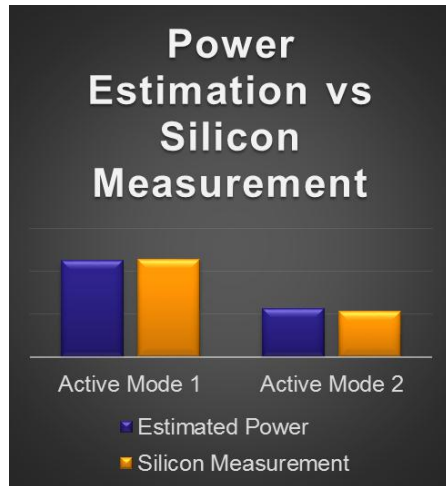 Power
Estimation vs
Silicon
Measurement
Active Mode 1 Active Mode 2
Estimated Power
Silicon Measurement